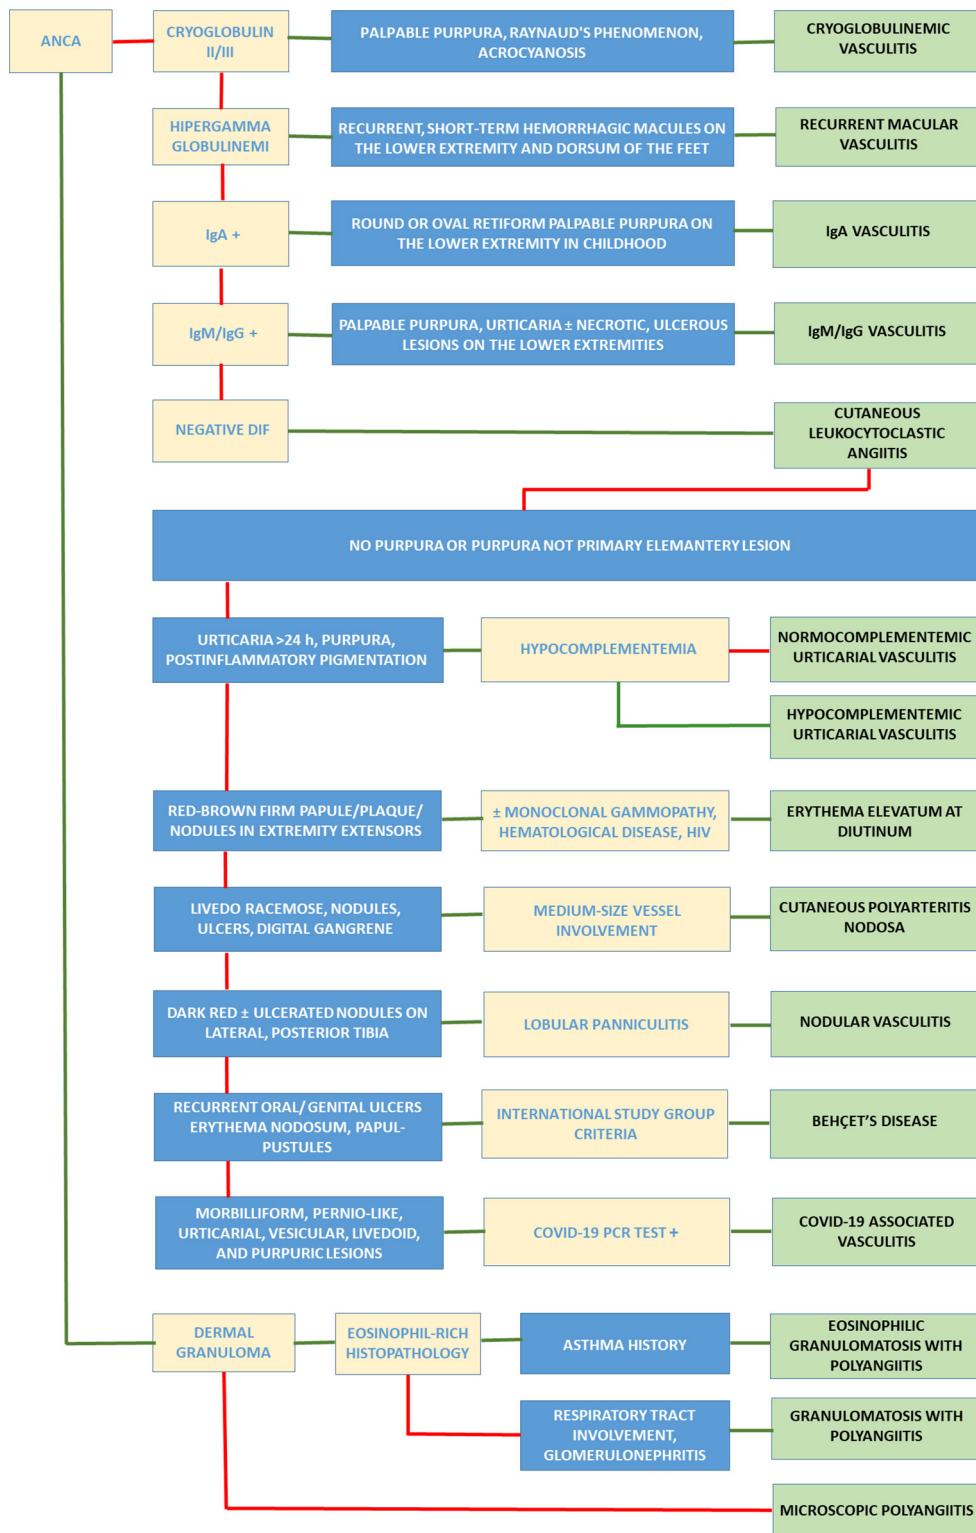 ANCA
CRYOGLOBULIN
II/III
PALPABLE PURPURA, RAYNAUD'S PHENOMENON,
ACROCYANOSIS
CRYOGLOBULINEMIC
VASCULITIS
HIPERGAMMA
GLOBULINEMI
RECURRENT, SHORT-TERM HEMORRHAGIC MACULES ON
THE LOWER EXTREMITY AND DORSUM OF THE FEET
RECURRENT MACULAR
VASCULITIS
IgA +
ROUND OR OVAL RETIFORM PALPABLE PURPURA ON
THE LOWER EXTREMITY IN CHILDHOOD
IgA VASCULITIS
IgM/IgG +
PALPABLE PURPURA, URTICARIA ± NECROTIC, ULCEROUS
LESIONS ON THE LOWER EXTREMITIES
IgM/IgG VASCULITIS
NEGATIVE DIF
CUTANEOUS
LEUKOCYTOCLASTIC
ANGIITIS
NO PURPURA OR PURPURA NOT PRIMARY ELEMANTERY LESION
URTICARIA >24 h, PURPURA,
POSTINFLAMMATORY PIGMENTATION
HYPOCOMPLEMENTEMIA
NORMOCOMPLEMENTEMIC
URTICARIAL VASCULITIS
HYPOCOMPLEMENTEMIC
URTICARIAL VASCULITIS
RED-BROWN FIRM PAPULE/PLAQUE/
NODULES IN EXTREMITY EXTENSORS
± MONOCLONAL GAMMOPATHY,
HEMATOLOGICAL DISEASE, HIV
ERYTHEMA ELEVATUM AT
DIUTINUM
LIVEDO RACEMOSE, NODULES,
ULCERS, DIGITAL GANGRENE
MEDIUM-SIZE VESSEL
INVOLVEMENT
CUTANEOUS POLYARTERITIS
NODOSA
DARK RED ± ULCERATED NODULES ON
LATERAL, POSTERIOR TIBIA
LOBULAR PANNICULITIS
NODULAR VASCULITIS
RECURRENT ORAL/ GENITAL ULCERS
ERYTHEMA NODOSUM, PAPUL-
PUSTULES
INTERNATIONAL STUDY GROUP
CRITERIA
BEHÇET'S DISEASE
MORBILLIFORM, PERNIO-LIKE,
URTICARIAL, VESICULAR, LIVEDOID,
AND PURPURIC LESIONS
COVID-19 PCR TEST +
COVID-19 ASSOCIATED
VASCULITIS
DERMAL
GRANULOMA
EOSINOPHIL-RICH
HISTOPATHOLOGY
ASTHMA HISTORY
EOSINOPHILIC
GRANULOMATOSIS WITH
POLYANGIITIS
RESPIRATORY TRACT
INVOLVEMENT,
GLOMERULONEPHRITIS
GRANULOMATOSIS WITH
POLYANGIITIS
MICROSCOPIC POLYANGIITIS